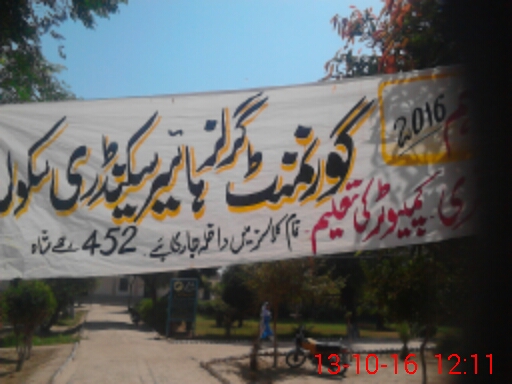 2016
گورنمنٹ گرلز ہائیر سیکنڈری سکول
کمپیوٹر کی تعلیم
تمام کلاسز میں داخلہ جاری ہے 452
13-10-16 12:11